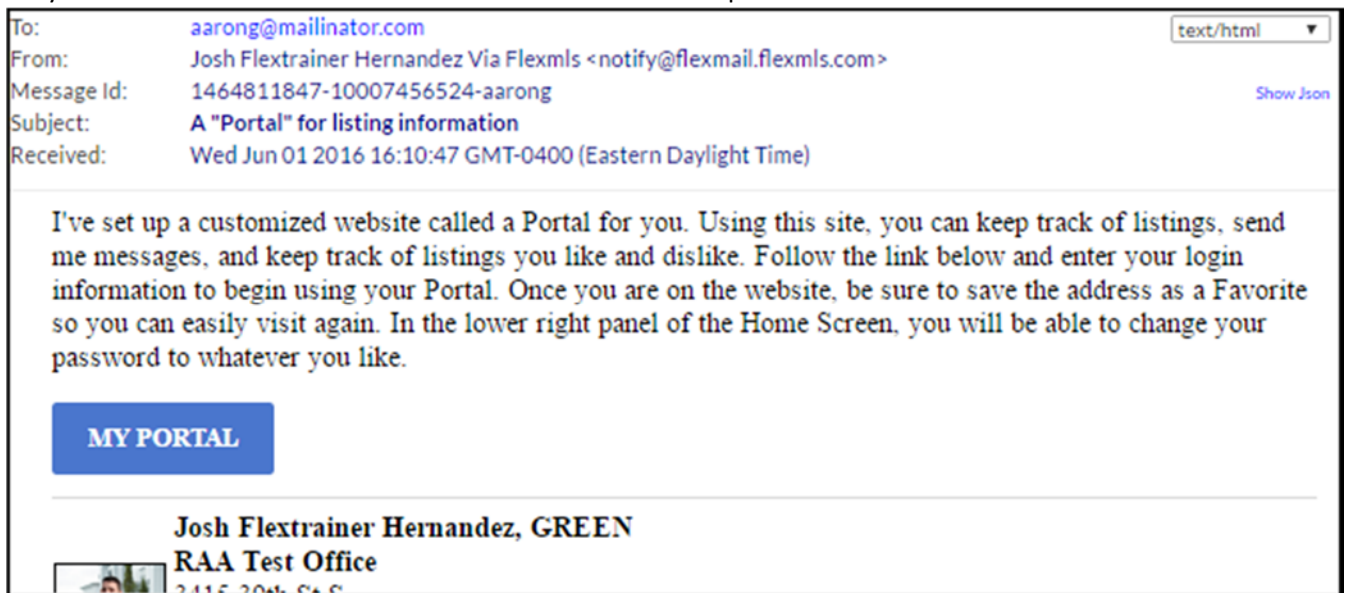 To: aarong@mailinator.com text/html
From: Josh Flextrainer Hernandez Via Flexmls <notify@flexmail.flexmls.com>
Message Id: 1464811847-10007456524-aarong Show Json
Subject: A "Portal" for listing information
Received: Wed Jun 01 2016 16:10:47 GMT-0400 (Eastern Daylight Time)
I've set up a customized website called a Portal for you. Using this site, you can keep track of listings, send
me messages, and keep track of listings you like and dislike. Follow the link below and enter your login
information to begin using your Portal. Once you are on the website, be sure to save the address as a Favorite
so you can easily visit again. In the lower right panel of the Home Screen, you will be able to change your
password to whatever you like.
MY PORTAL
Josh Flextrainer Hernandez, GREEN
RAA Test Office